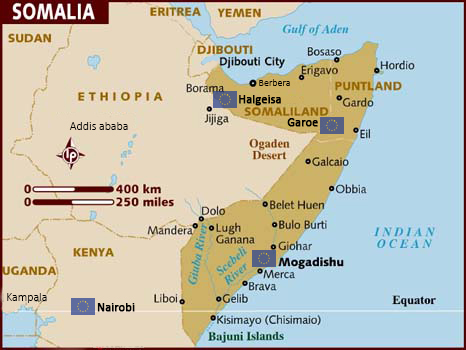 SOMALIA
ERITREA
YEMEN
SUDAN
Gulf of Aden
DJIBOUTI
Djibouti City
Bosaso
Hordio
Berbera
Erigavo
ETHIOPIA
Borama
PUNTLAND
Halgeisa
Gardo
SOMALILAND
Jijiga
Garoe
Addis ababa
Eil
Ogaden
Desert
LP
Galcaio
0 400 km
0 250 miles
Obbia
Belet Huen
Dolo
Mandera
Lugh
Ganana
Bulo Burti
INDIAN
OCEAN
KENYA
Giuba River
Scebeli
River
Giohar
Mogadishu
UGANDA
Merca
Brava
Kampala
Nairobi
Liboi
Gelib
Equator
Kisimayo (Chisimaio)
Bajuni Islands